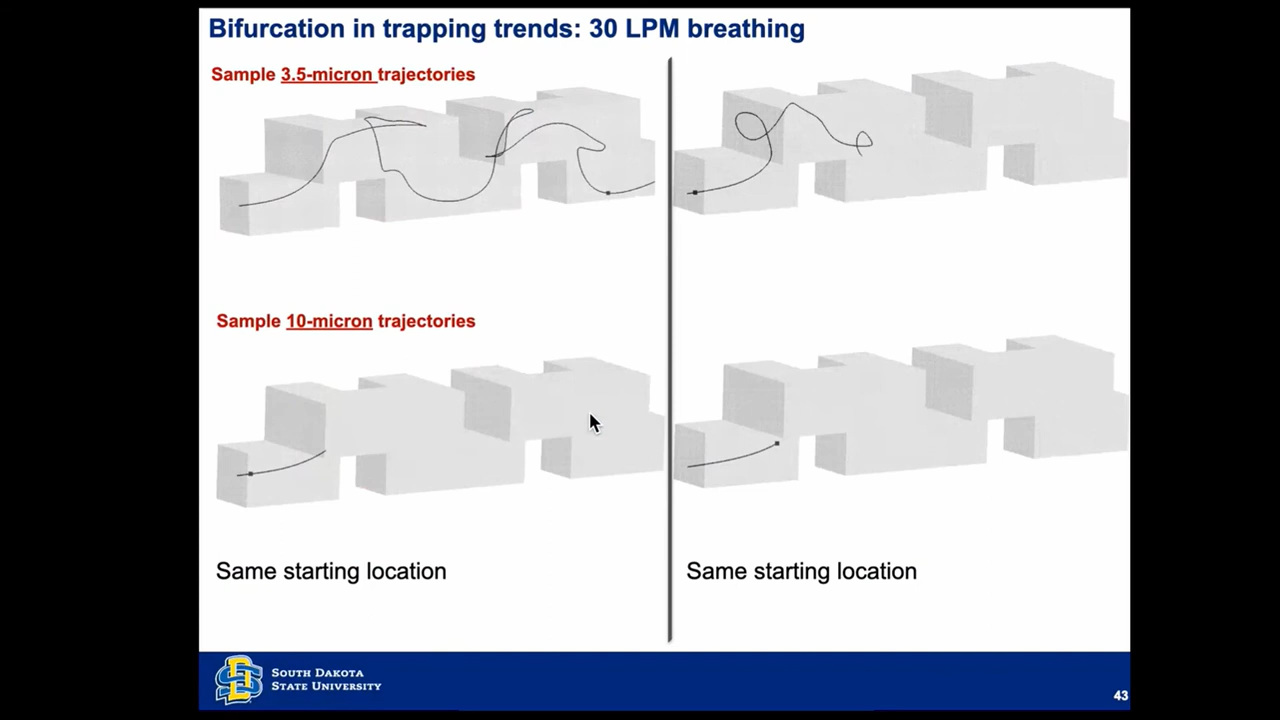 Bifurcation in trapping trends: 30 LPM breathing
Sample 3.5-micron trajectories
Sample 10-micron trajectories
Same starting location
Same starting location
South Dakota
State University
43